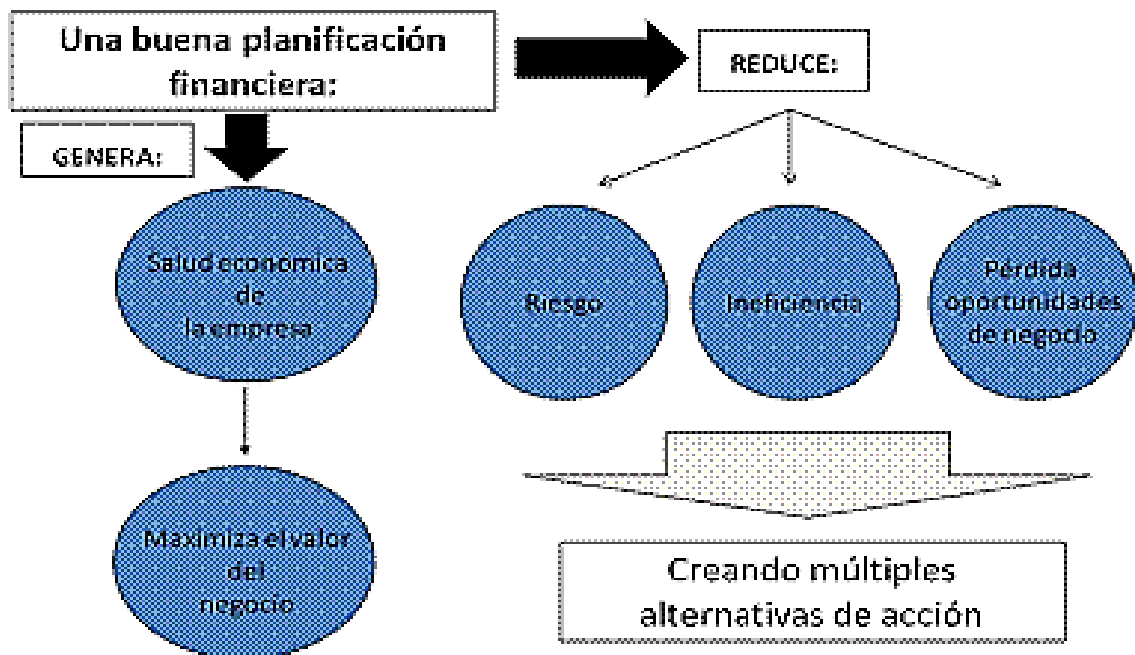 Una buena planificación
financiera:
REDUCE:
GENERA:
Salud económica
de
la empresa
Riesgo
Ineficiencia
Pérdida
oportunidades
de negocio
Maximiza el valor
del
negocio
Creando múltiples
alternativas de acción